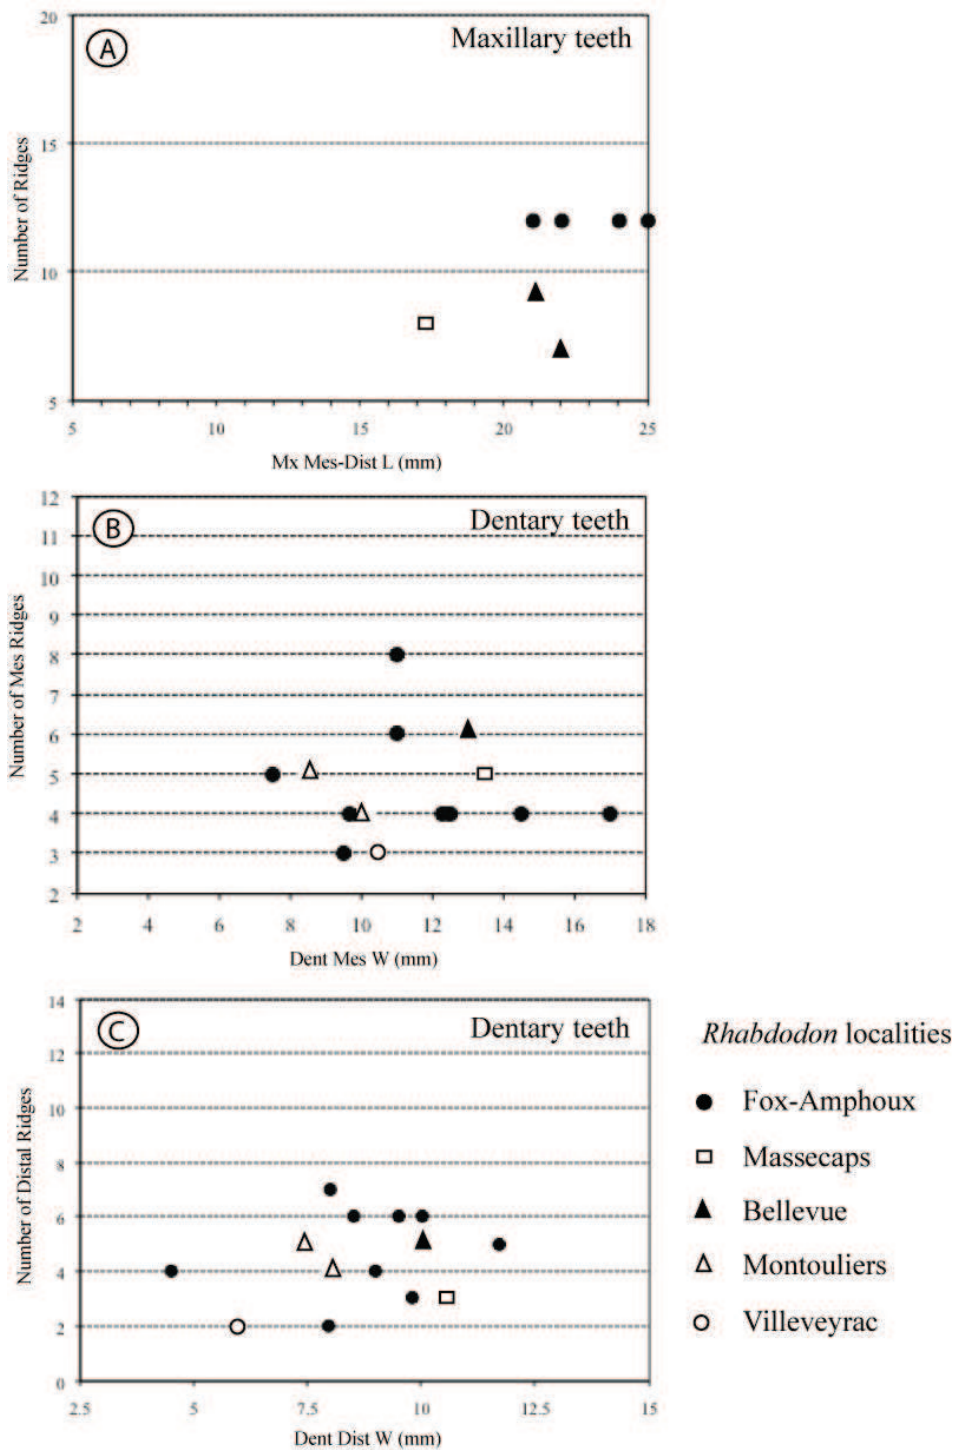 A
Maxillary teeth
Number of Ridges
20
15
10
5
5 10 15 20 25
Mx Mes-Dist L (mm)
B
Dentary teeth
Number of Mes Ridges
12
11
10
9
8
7
6
5
4
3
2
2 4 6 8 10 12 14 16 18
Dent Mes W (mm)
C
Dentary teeth
Number of Distal Ridges
14
12
10
8
6
4
2
0
2.5 5 7.5 10 12.5 15
Dent Dist W (mm)
Rhabdodon localities
Fox-Amphoux
Massecaps
Bellevue
Montouliers
Villeveyrac